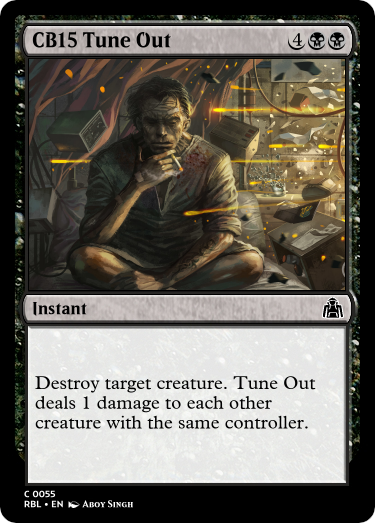 CB15 Tune Out 4
Instant
Destroy target creature. Tune Out
deals 1 damage to each other
creature with the same controller.
C 0055
RBL • EN Aboy Singh